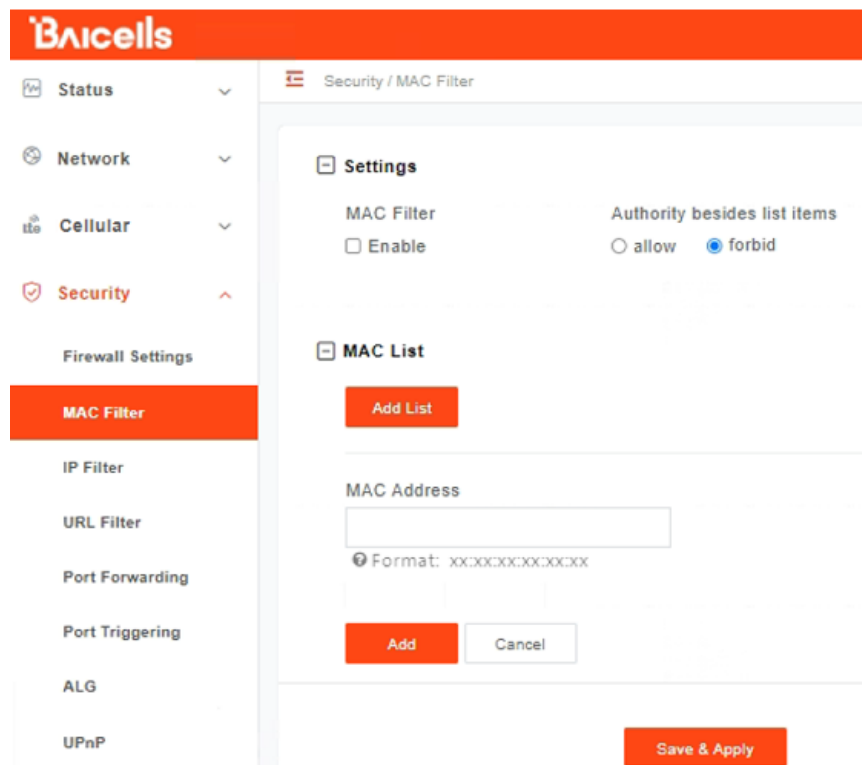 Baicells
Status
Network
lte Cellular
Security
Firewall Settings
MAC Filter
IP Filter
URL Filter
Port Forwarding
Port Triggering
ALG
UPnP
Security / MAC Filter
Settings
MAC Filter
Enable
Authority besides list items
allow forbid
MAC List
Add List
MAC Address
Format: xx:xx:xx:xx:xx:xx
Add Cancel
Save & Apply